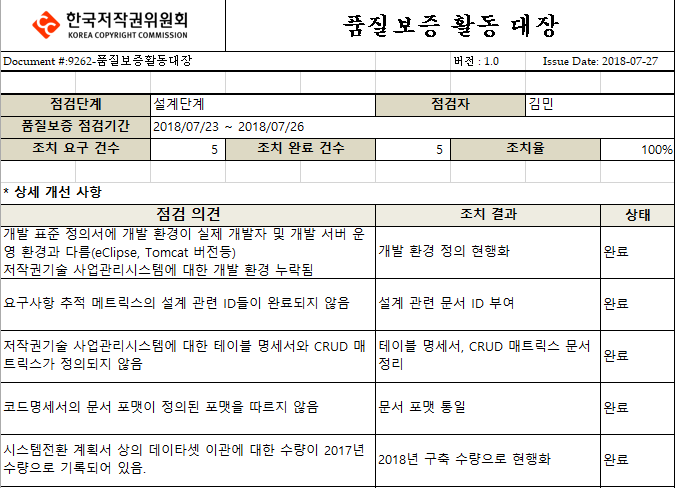 한국저작권위원회
KOREA COPYRIGHT COMMISSION
품질보증 활동 대장
Document #:9262-품질보증활동대장 버전 : 1.0 Issue Date: 2018-07-27
점검단계 설계단계 점검자 김민
품질보증 점검기간 2018/07/23 ~ 2018/07/26
조치 요구 건수 5 조치 완료 건수 5 조치율 100%
* 상세 개선 사항
점검 의견 조치 결과 상태
개발 표준 정의서에 개발 환경이 실제 개발자 및 개발 서버 운
영 환경과 다름(eClipse, Tomcat 버전등)
저작권기술 사업관리시스템에 대한 개발 환경 누락됨
개발 환경 정의 현행화
완료
요구사항 추적 메트릭스의 설계 관련 ID들이 완료되지 않음
설계 관련 문서 ID 부여
완료
저작권기술 사업관리시스템에 대한 테이블 명세서와 CRUD 매
트릭스가 정의되지 않음
테이블 명세서, CRUD 매트릭스 문서
정리
완료
코드명세서의 문서 포맷이 정의된 포맷을 따르지 않음
문서 포맷 통일
완료
시스템전환 계획서 상의 데이타셋 이관에 대한 수량이 2017년
수량으로 기록되어 있음.
2018년 구축 수량으로 현행화
완료